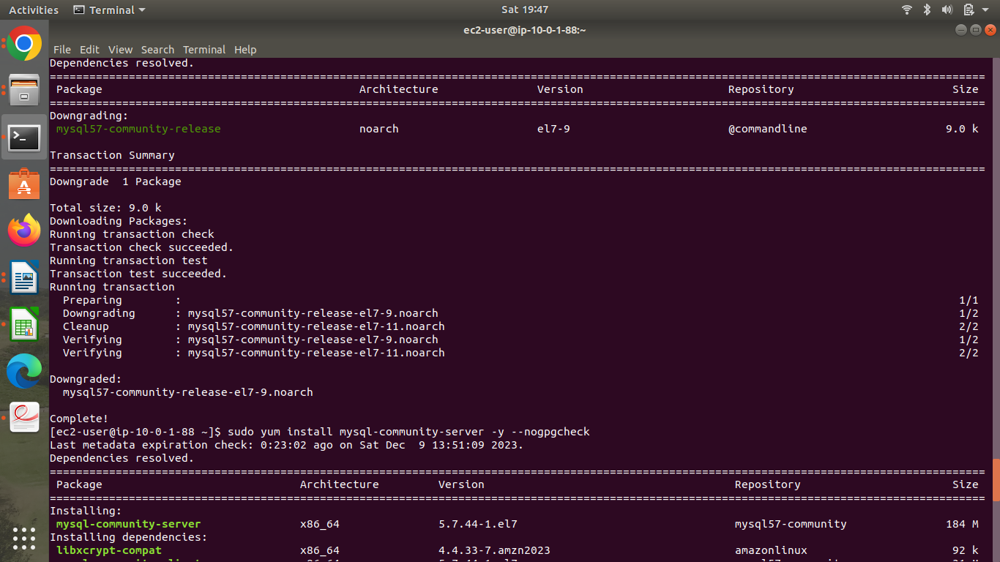 Activities Terminal Sat 19:47
ec2-user@ip-10-0-1-88:~
File Edit View Search Terminal Help
Dependencies resolved.
================================================================================
Package Architecture Version Repository Size
================================================================================
Downgrading:
mysql57-community-release noarch el7-9 @commandline 9.0 k
Transaction Summary
================================================================================
Downgrade 1 Package
Total size: 9.0 k
Downloading Packages:
Running transaction check
Transaction check succeeded.
Running transaction test
Transaction test succeeded.
Running transaction
Preparing : 1/1
Downgrading : mysql57-community-release-el7-9.noarch 1/2
Cleanup : mysql57-community-release-el7-11.noarch 2/2
Verifying : mysql57-community-release-el7-9.noarch 1/2
Verifying : mysql57-community-release-el7-11.noarch 2/2
Downgraded:
mysql57-community-release-el7-9.noarch
Complete!
[ec2-user@ip-10-0-1-88 ~]$ sudo yum install mysql-community-server -y --nogpgcheck
Last metadata expiration check: 0:23:02 ago on Sat Dec 9 13:51:09 2023.
Dependencies resolved.
================================================================================
Package Architecture Version Repository Size
================================================================================
Installing:
mysql-community-server x86_64 5.7.44-1.el7 mysql57-community 184 M
Installing dependencies:
libxcrypt-compat x86_64 4.4.33-7.amzn2023 amazonlinux 92 k